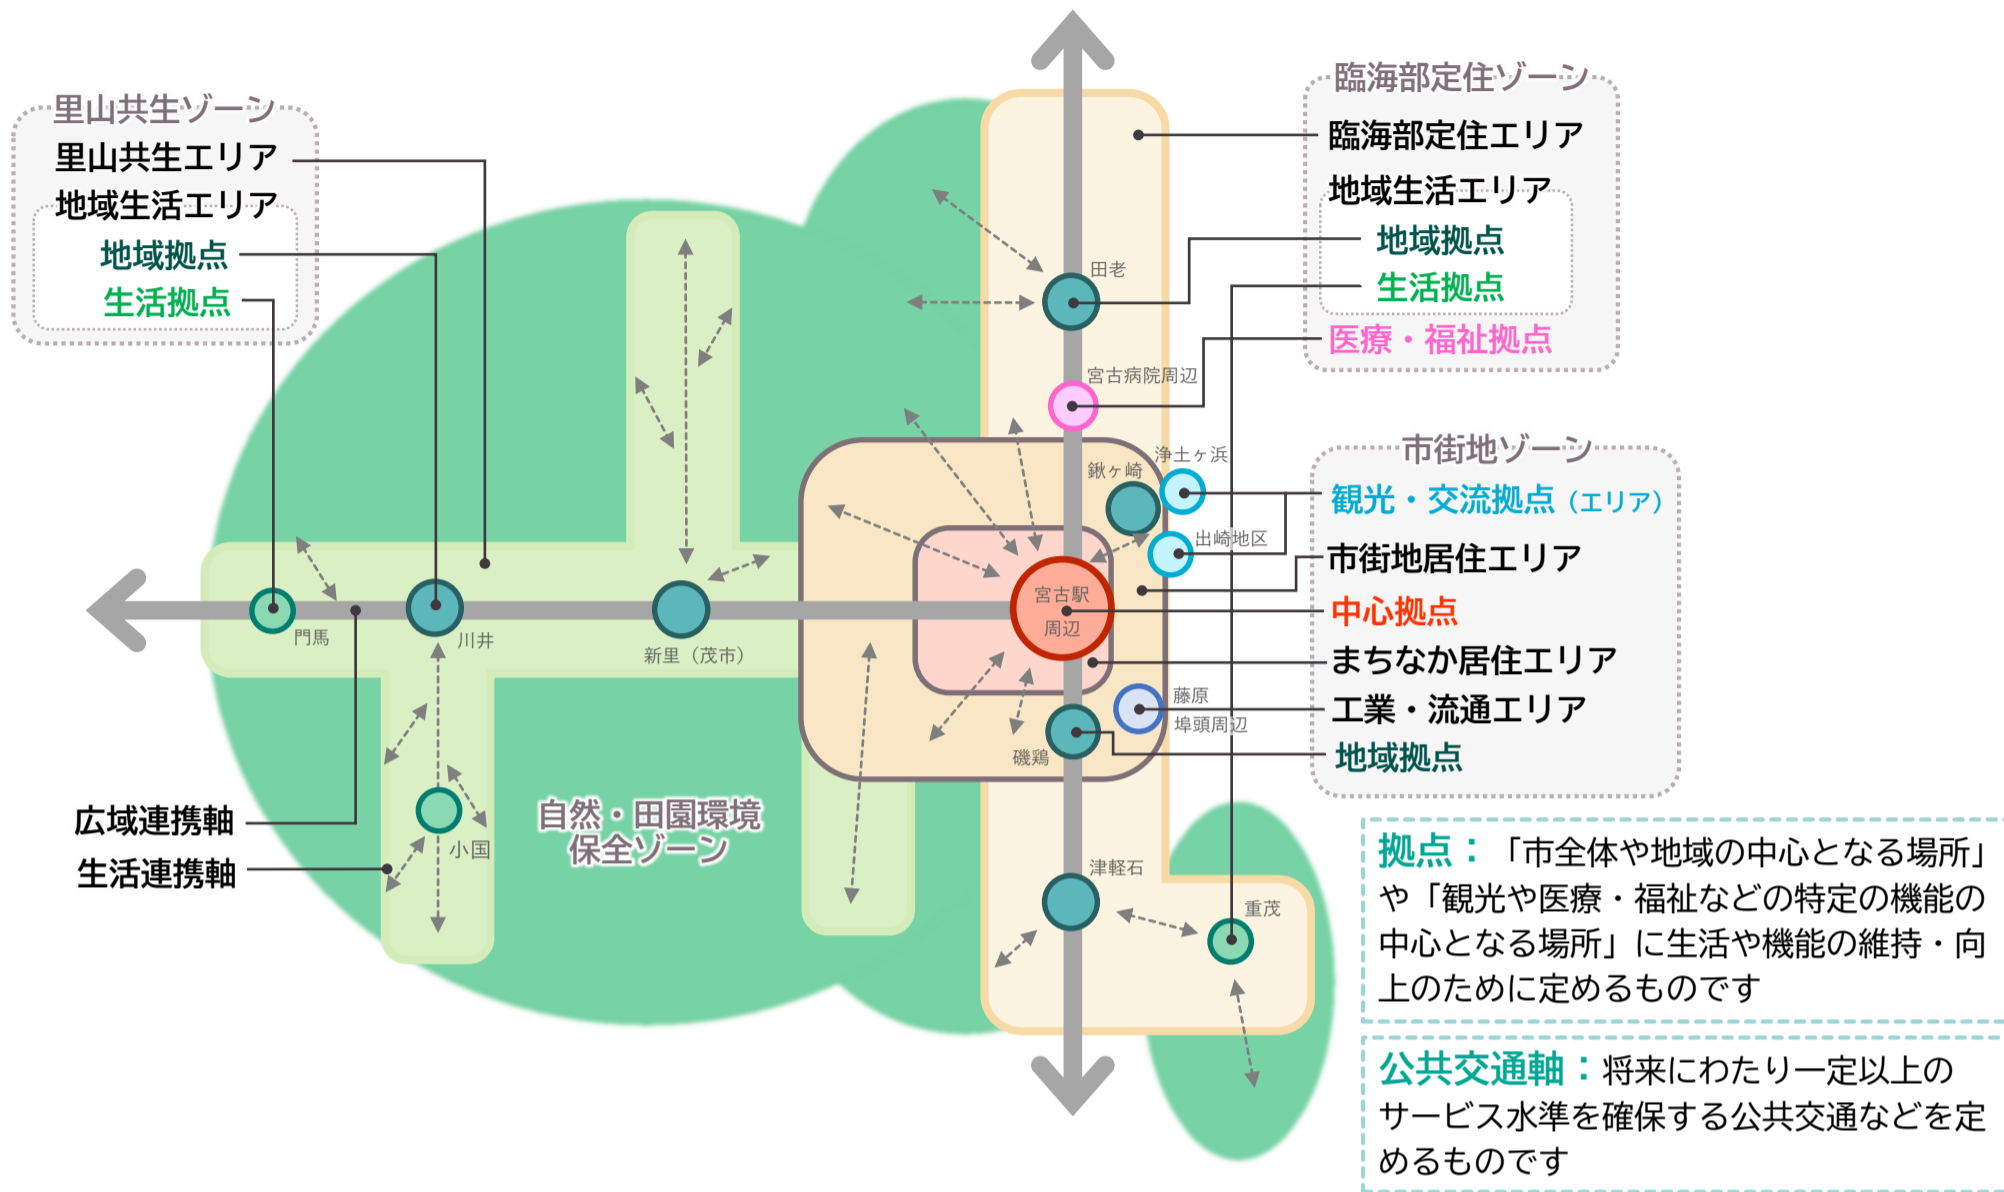 里山共生ゾーン
里山共生エリア
地域生活エリア
地域拠点
生活拠点
臨海部定住ゾーン
臨海部定住エリア
地域生活エリア
地域拠点
生活拠点
医療・福祉拠点
市街地ゾーン
観光・交流拠点（エリア）
市街地居住エリア
中心拠点
まちなか居住エリア
工業・流通エリア
地域拠点
田老
宮古病院周辺
浄土ヶ浜
鍬ヶ崎
出崎地区
宮古駅
周辺
藤原
埠頭周辺
磯鶏
津軽石
重茂
門馬
川井
新里（茂市）
小国
広域連携軸
生活連携軸
自然・田園環境
保全ゾーン
拠点：「市全体や地域の中心となる場所」
や「観光や医療・福祉などの特定の機能の
中心となる場所」に生活や機能の維持・向
上のために定めるものです
公共交通軸：将来にわたり一定以上の
サービス水準を確保する公共交通などを定
めるものです